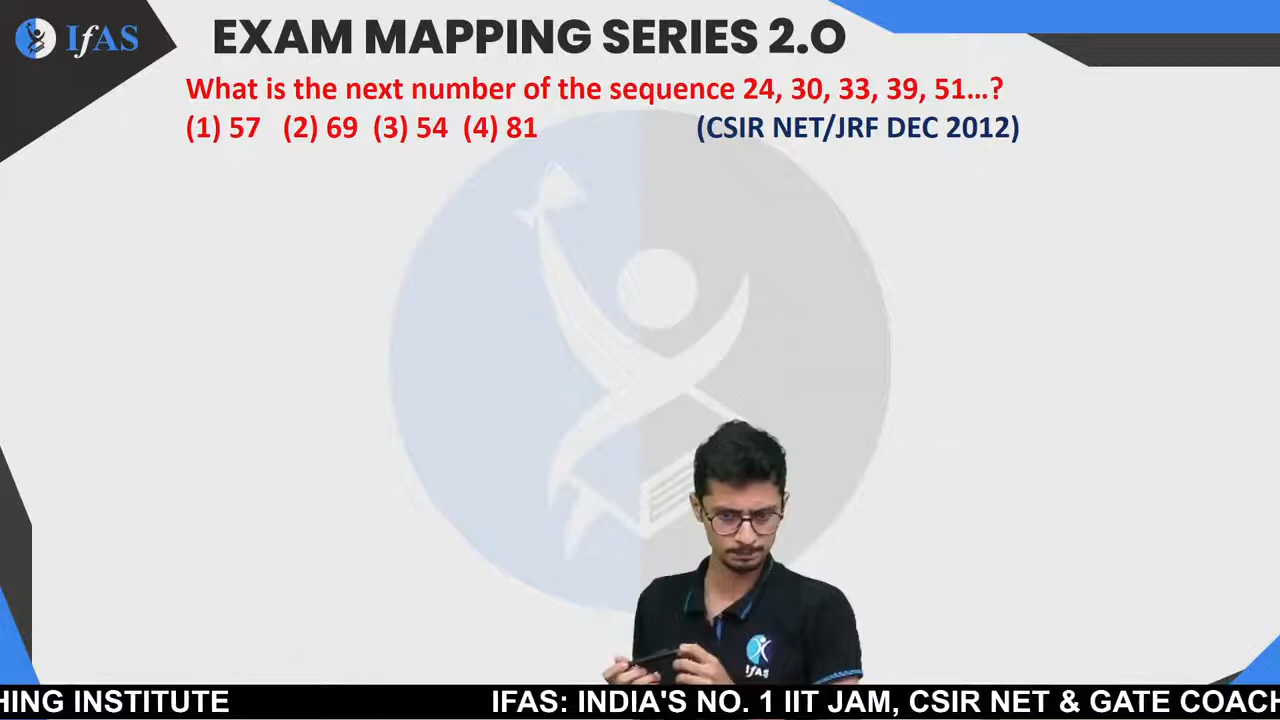 IfAS
EXAM MAPPING SERIES 2.O
What is the next number of the sequence 24, 30, 33, 39, 51...?
(1) 57 (2) 69 (3) 54 (4) 81 (CSIR NET/JRF DEC 2012)
IfAS
HING INSTITUTE IFAS: INDIA'S NO. 1 IIT JAM, CSIR NET & GATE COACH